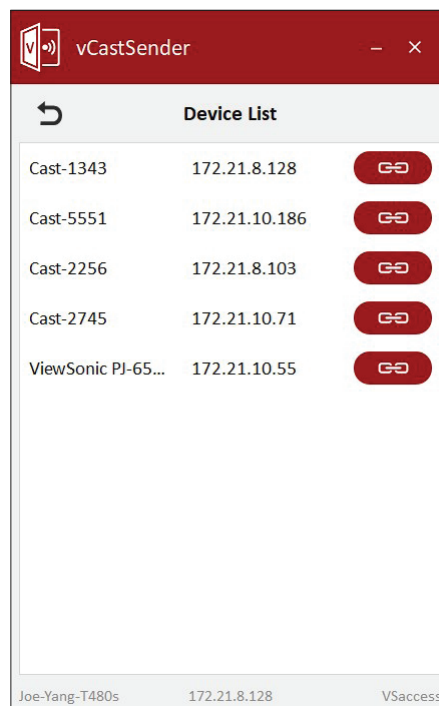 V
vCastSender
Device List
Cast-1343 172.21.8.128
Cast-5551 172.21.10.186
Cast-2256 172.21.8.103
Cast-2745 172.21.10.71
ViewSonic PJ-65... 172.21.10.55
Joe-Yang-T480s 172.21.8.128 VSaccess